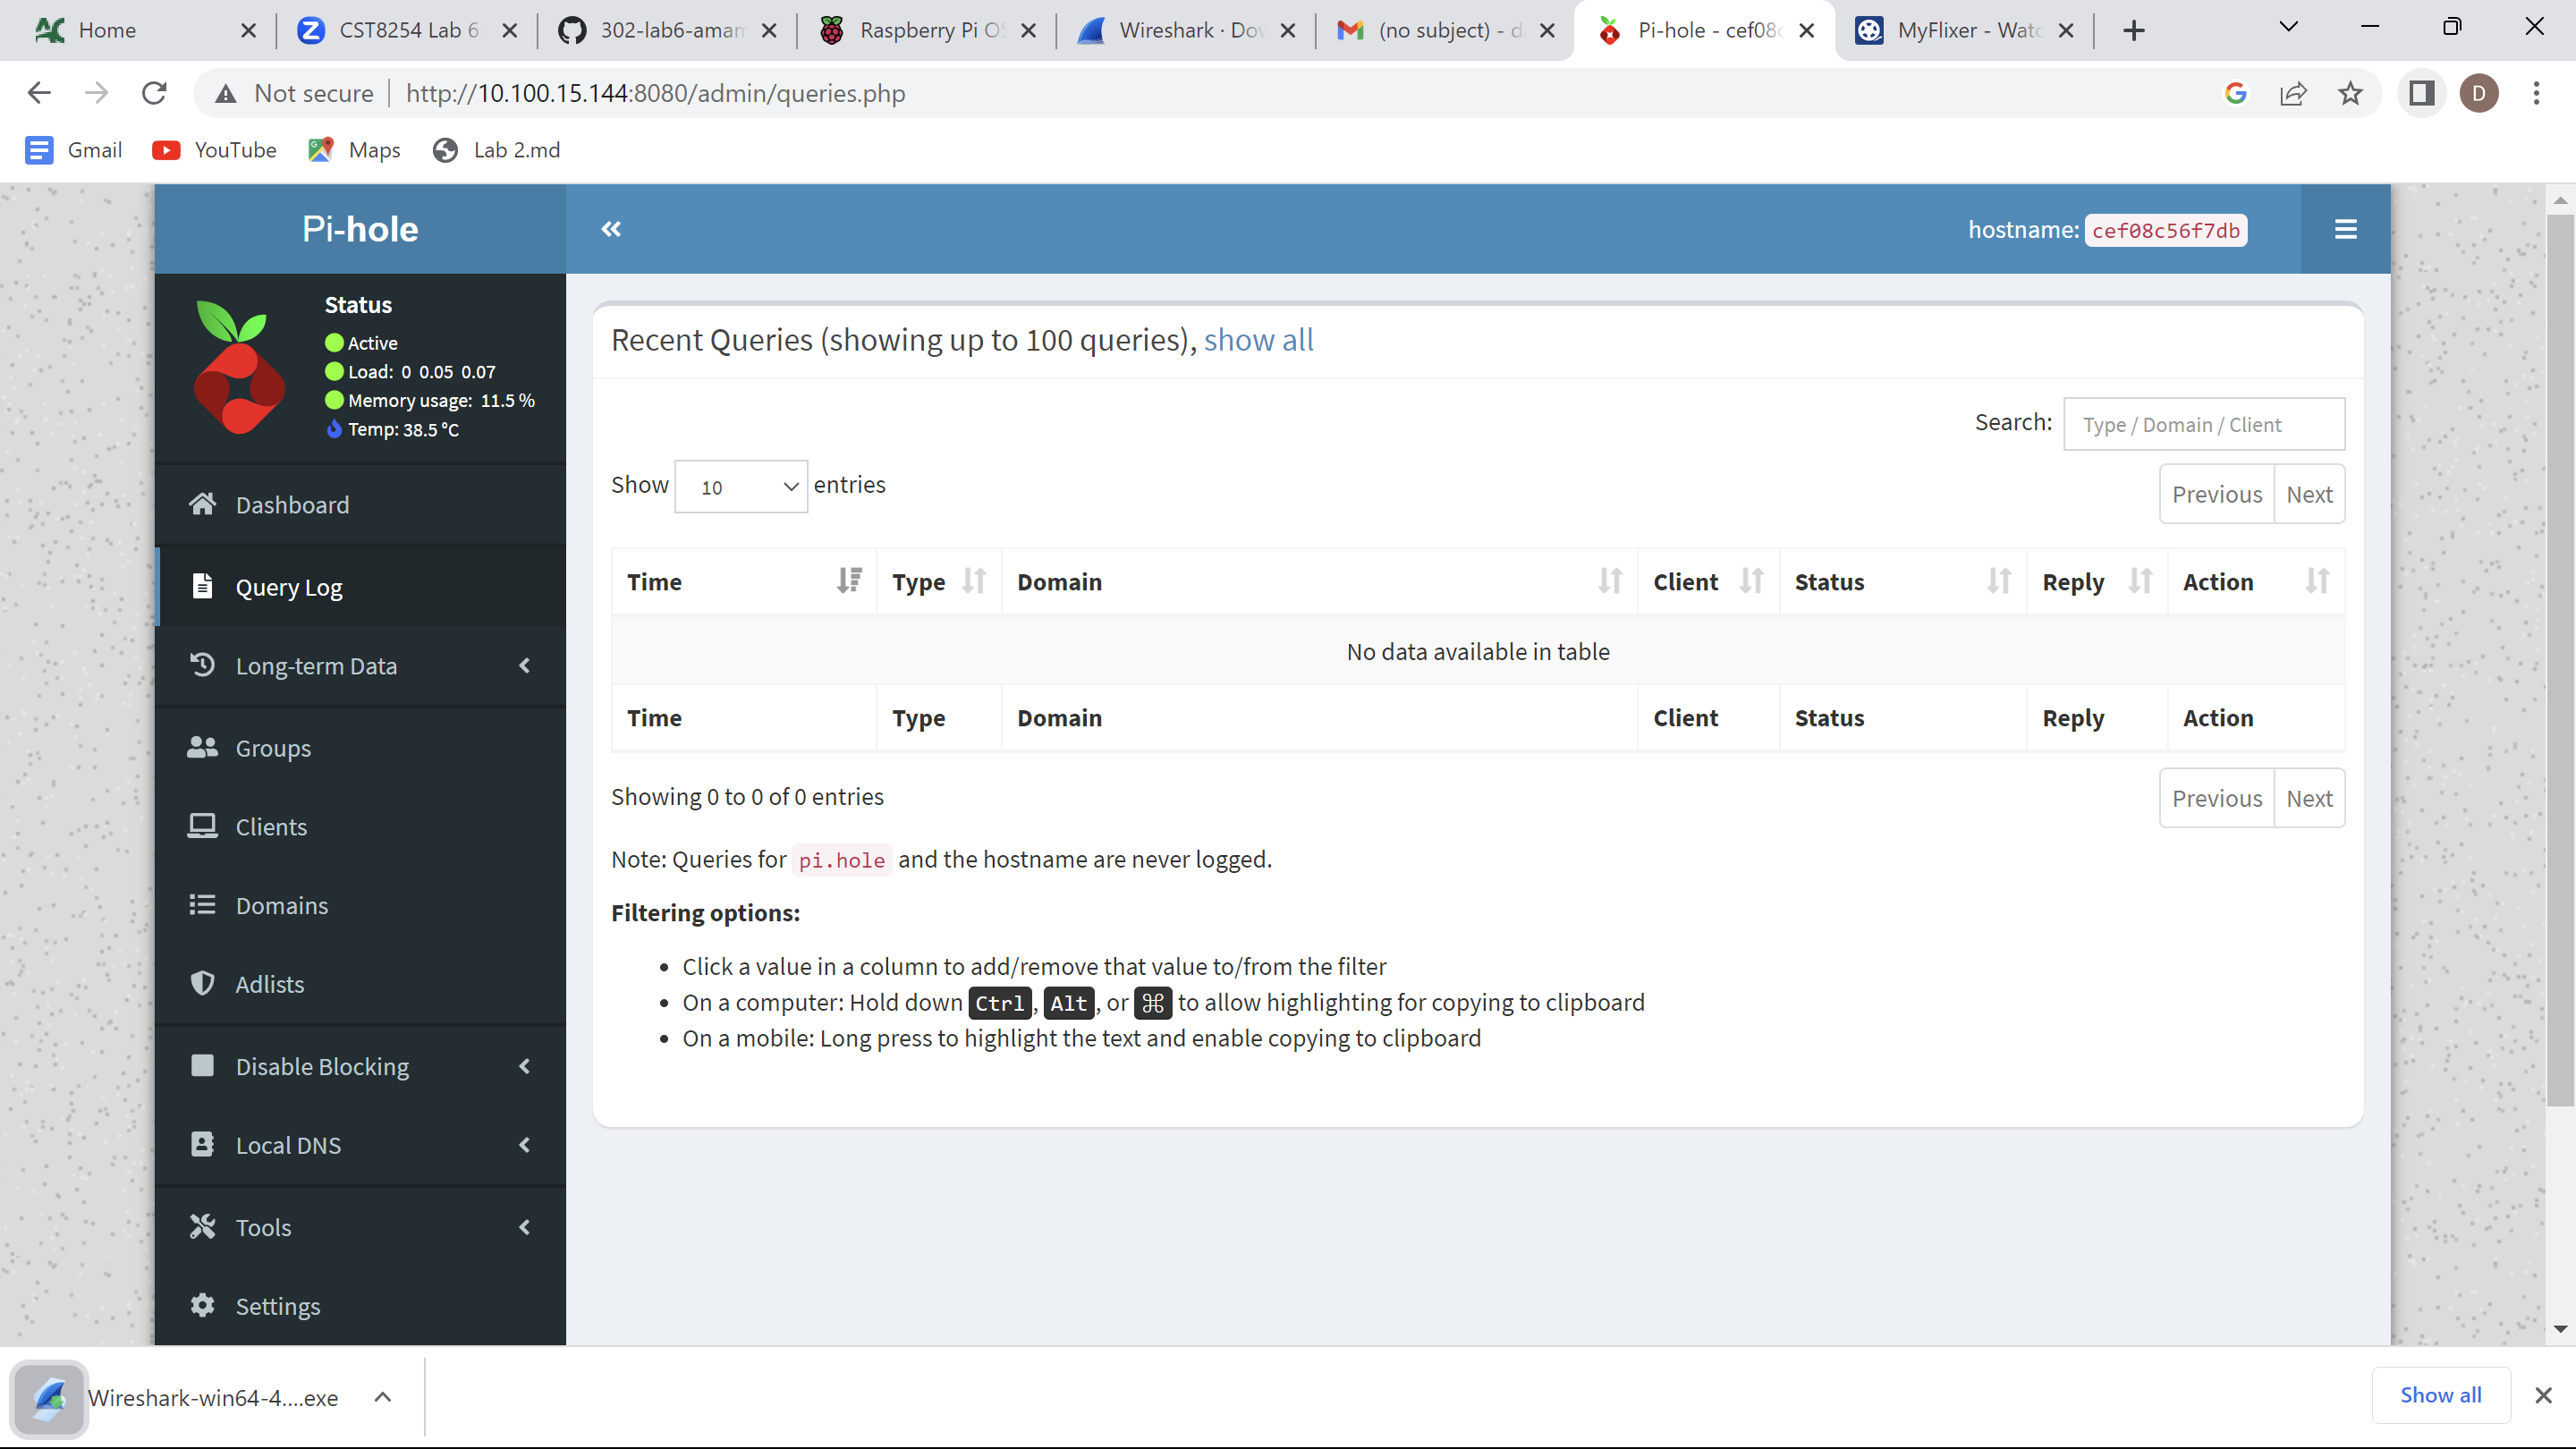 Home
CST8254 Lab 6
302-lab6-amam
Raspberry Pi OS
Wireshark · Dow
(no subject) - d
Pi-hole - cef08c
MyFlixer - Watc
Not secure
http://10.100.15.144:8080/admin/queries.php
D
Gmail
YouTube
Maps
Lab 2.md
Pi-hole
hostname: cef08c56f7db
Status
Active
Load: 0 0.05 0.07
Memory usage: 11.5 %
Temp: 38.5 °C
Dashboard
Query Log
Long-term Data
Groups
Clients
Domains
Adlists
Disable Blocking
Local DNS
Tools
Settings
Recent Queries (showing up to 100 queries), show all
Search: Type / Domain / Client
Show 10 entries
Previous Next
Time Type Domain Client Status Reply Action
No data available in table
Time Type Domain Client Status Reply Action
Showing 0 to 0 of 0 entries
Previous Next
Note: Queries for pi.hole and the hostname are never logged.
Filtering options:
• Click a value in a column to add/remove that value to/from the filter
• On a computer: Hold down Ctrl, Alt, or ⌘ to allow highlighting for copying to clipboard
• On a mobile: Long press to highlight the text and enable copying to clipboard
Wireshark-win64-4....exe
Show all